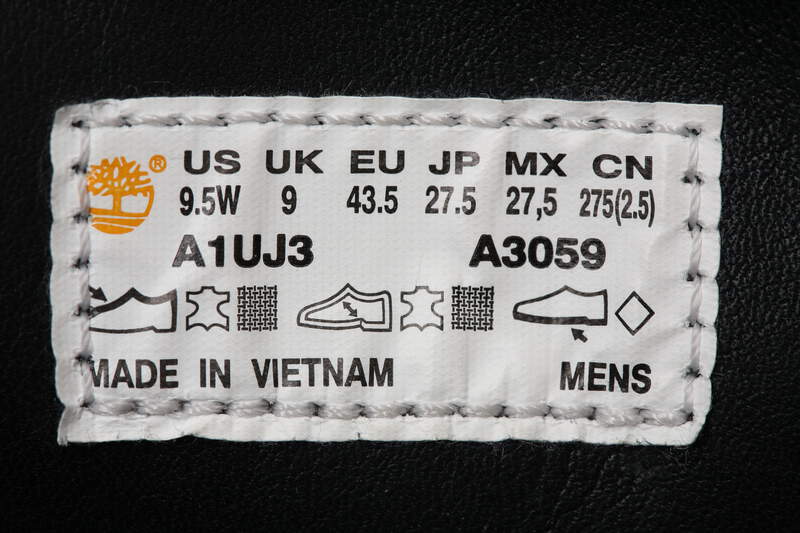 ® US UK EU JP MX CN
9.5W 9 43.5 27.5 27,5 275(2.5)
A1UJ3 A3059
MADE IN VIETNAM MENS